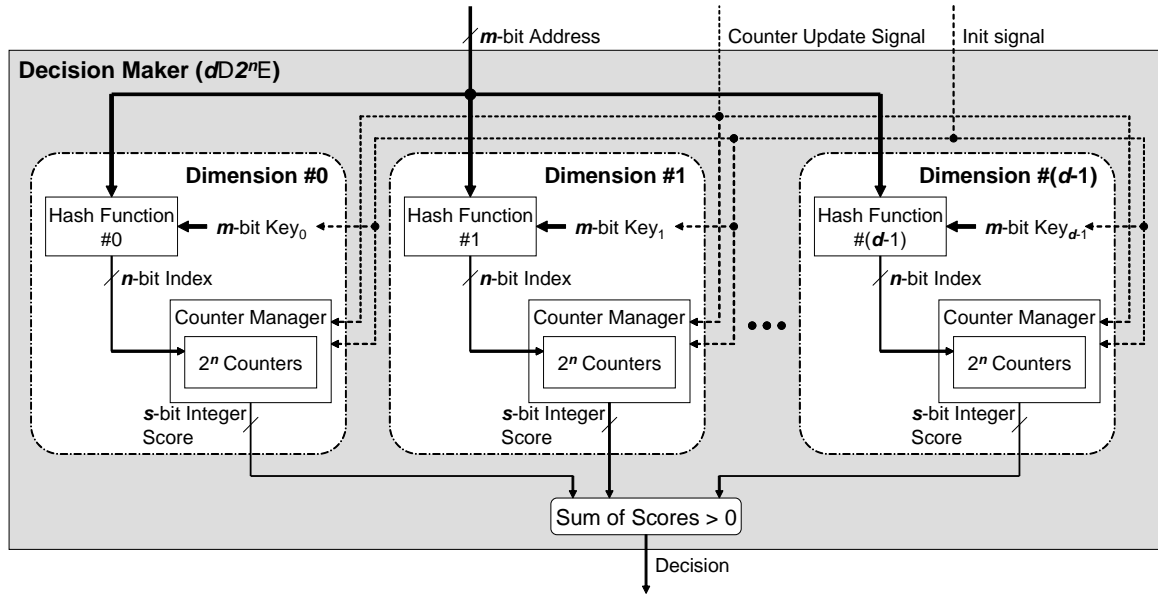 m-bit Address
Counter Update Signal
Init signal
Decision Maker (dD2ⁿE)
Dimension #0
Hash Function
#0
m-bit Key₀
n-bit Index
Counter Manager
2ⁿ Counters
s-bit Integer
Score
Dimension #1
Hash Function
#1
m-bit Key₁
n-bit Index
Counter Manager
2ⁿ Counters
s-bit Integer
Score
Dimension #(d-1)
Hash Function
#(d-1)
m-bit Key_d-1
n-bit Index
Counter Manager
2ⁿ Counters
s-bit Integer
Score
Sum of Scores > 0
Decision